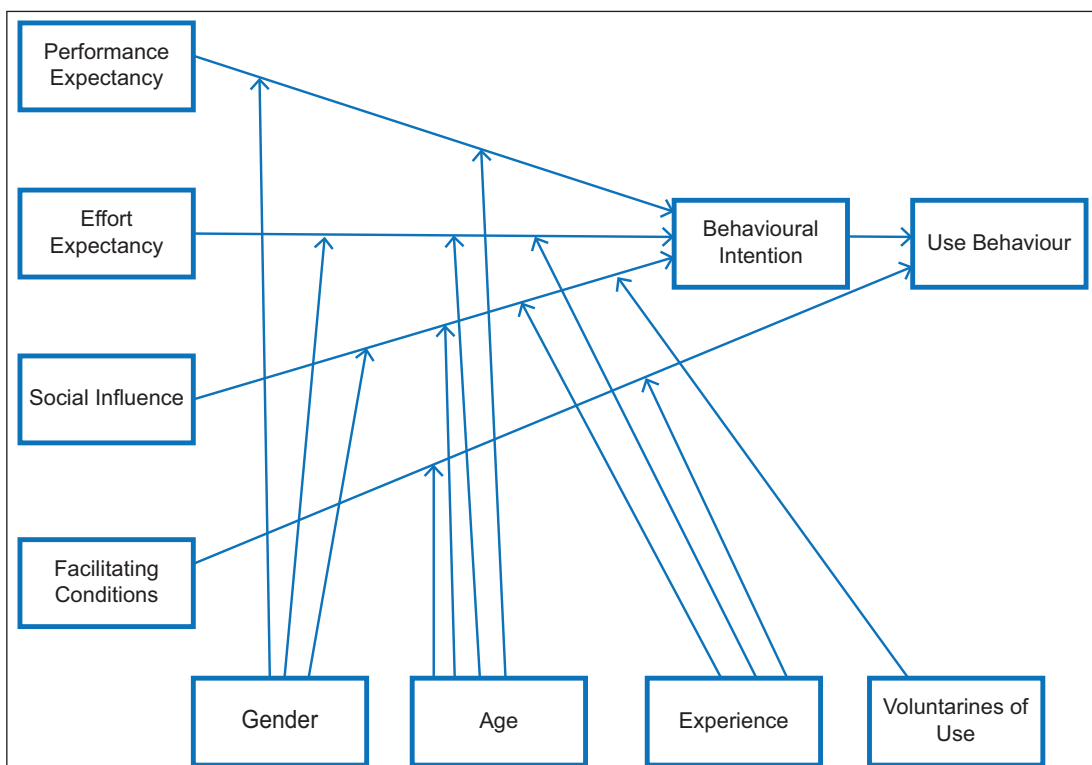 Performance
Expectancy
Effort
Expectancy
Behavioural
Intention
Use Behaviour
Social Influence
Facilitating
Conditions
Gender
Age
Experience
Voluntarines of
Use